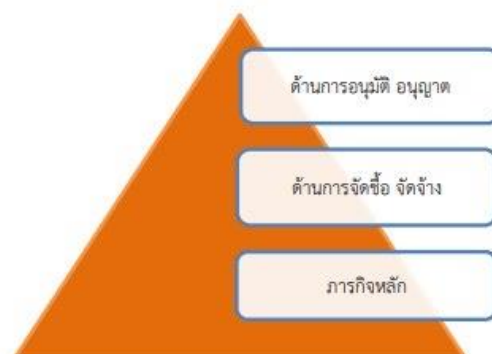 ด้านการอนุมัติ อนุญาต
ด้านการจัดซื้อ จัดจ้าง
ภารกิจหลัก